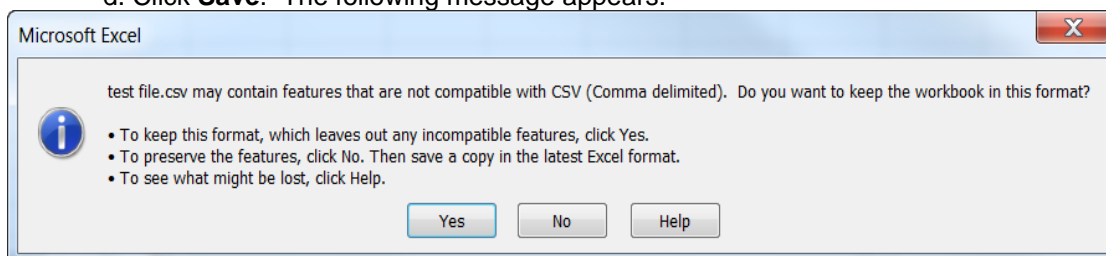 d. Click Save. The following message appears:
Microsoft Excel
X
test file.csv may contain features that are not compatible with CSV (Comma delimited). Do you want to keep the workbook in this format?
• To keep this format, which leaves out any incompatible features, click Yes.
• To preserve the features, click No. Then save a copy in the latest Excel format.
• To see what might be lost, click Help.
Yes No Help